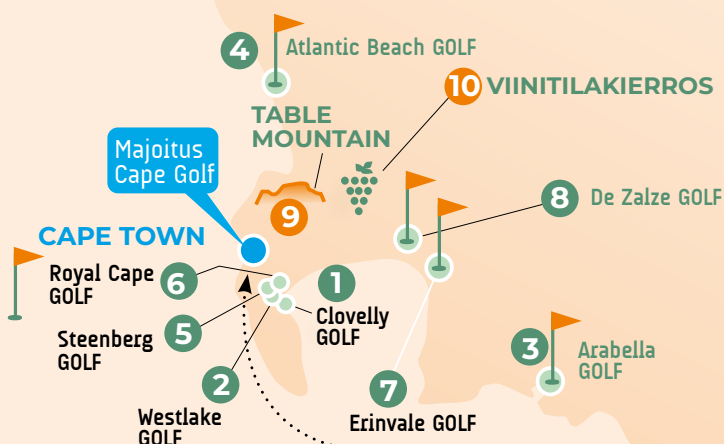 4
Atlantic Beach GOLF
10
VIINITILAKIERROS
TABLE
MOUNTAIN
Majoitus
Cape Golf
9
8
De Zalze GOLF
CAPE TOWN
Royal Cape
GOLF
6
1
Clovelly
GOLF
Steenberg
GOLF
5
3
Arabella
GOLF
2
Westlake
GOLF
7
Erinvale GOLF